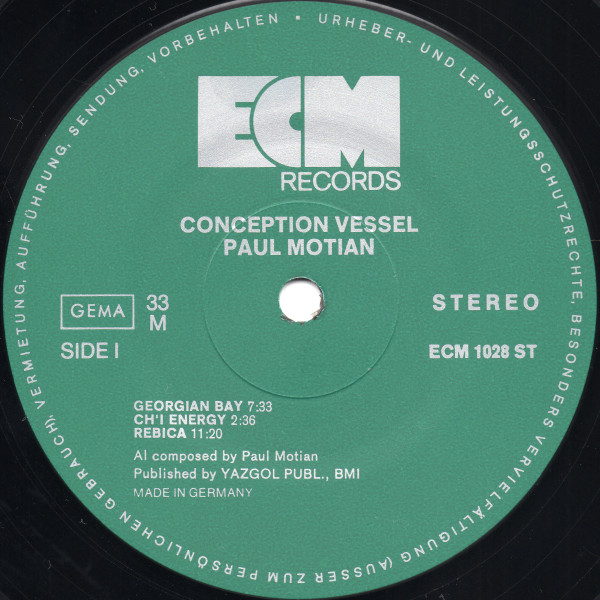 URHEBER- UND LEISTUNGSSCHUTZRECHTE, BESONDERS VERVIELFÄLTIGUNG (AUSSER ZUM PERSÖNLICHEN GEBRAUCH), VERMIETUNG, AUFFÜHRUNG, SENDUNG, VORBEHALTEN •
ECM
RECORDS
CONCEPTION VESSEL
PAUL MOTIAN
GEMA 33 M STEREO
SIDE I ECM 1028 ST
GEORGIAN BAY 7:33
CH'I ENERGY 2:36
REBICA 11:20
Al composed by Paul Motian
Published by YAZGOL PUBL., BMI
MADE IN GERMANY